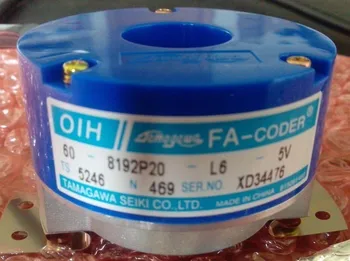 OIH Tamagawa FA-CODER®
60 - 8192P20 - L6 - 5V
TS 5246 N 469 SER.NO. XD34476
TAMAGAWA SEIKI CO.,LTD. MADE IN CHINA